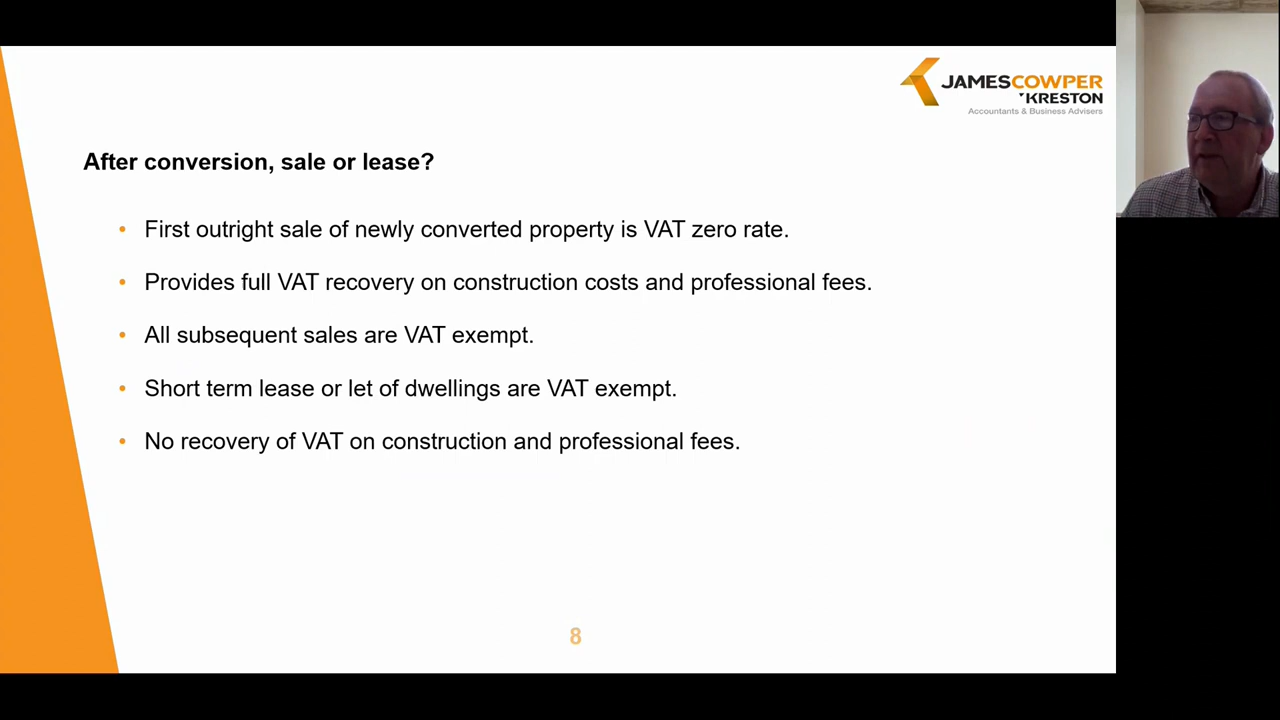 JAMESCOWPER
KRESTON
Accountants & Business Advisers
After conversion, sale or lease?
• First outright sale of newly converted property is VAT zero rate.
• Provides full VAT recovery on construction costs and professional fees.
• All subsequent sales are VAT exempt.
• Short term lease or let of dwellings are VAT exempt.
• No recovery of VAT on construction and professional fees.
8